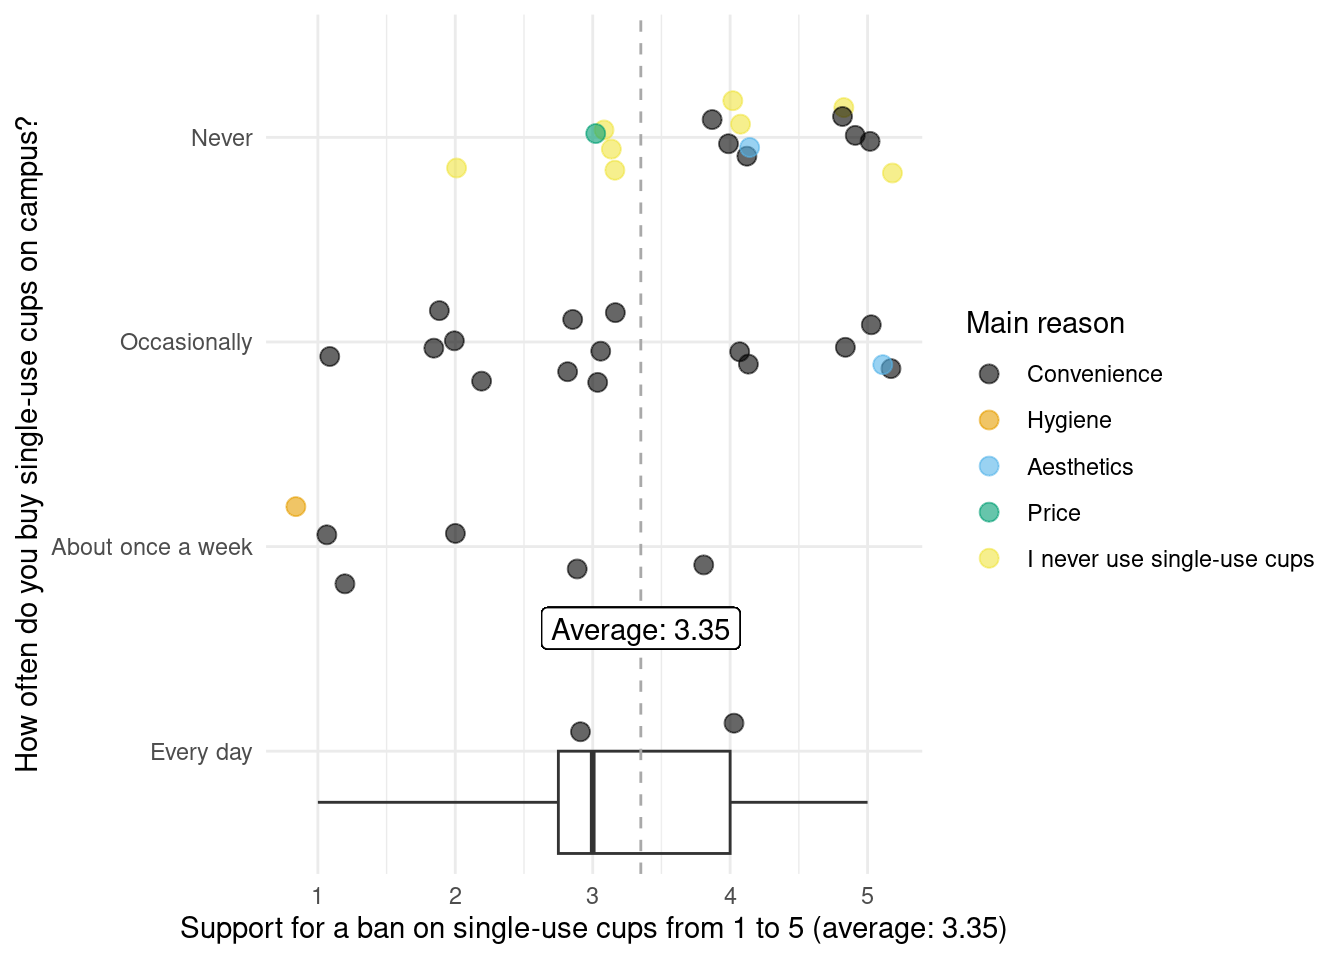 How often do you buy single-use cups on campus?
Never
Occasionally
About once a week
Every day
Average: 3.35
1 2 3 4 5
Support for a ban on single-use cups from 1 to 5 (average: 3.35)
Main reason
Convenience
Hygiene
Aesthetics
Price
I never use single-use cups